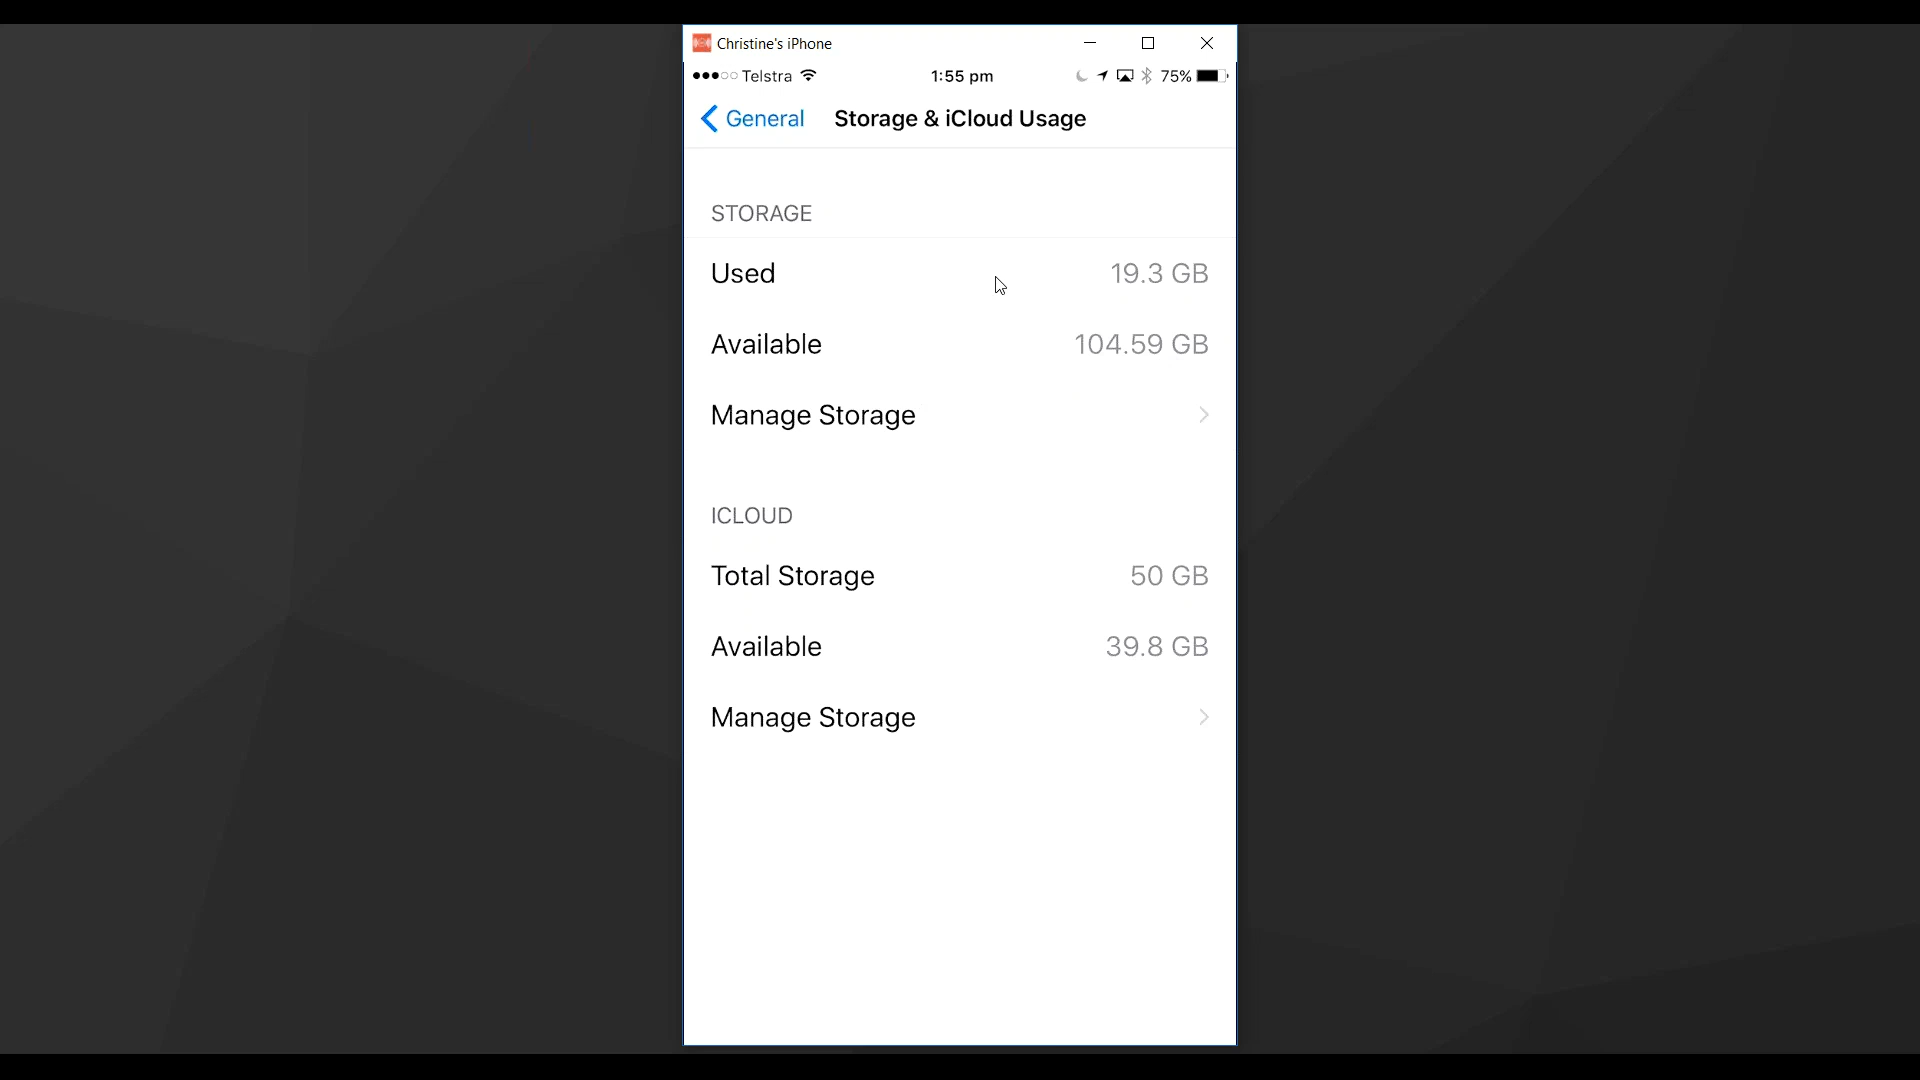 Christine's iPhone
Telstra 1:55 pm 75%
General Storage & iCloud Usage
STORAGE
Used 19.3 GB
Available 104.59 GB
Manage Storage
ICLOUD
Total Storage 50 GB
Available 39.8 GB
Manage Storage